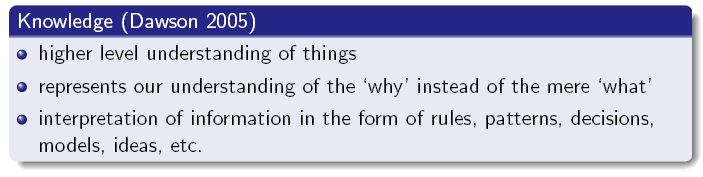 Knowledge (Dawson 2005)
higher level understanding of things
represents our understanding of the ‘why’ instead of the mere ‘what’
interpretation of information in the form of rules, patterns, decisions,
models, ideas, etc.